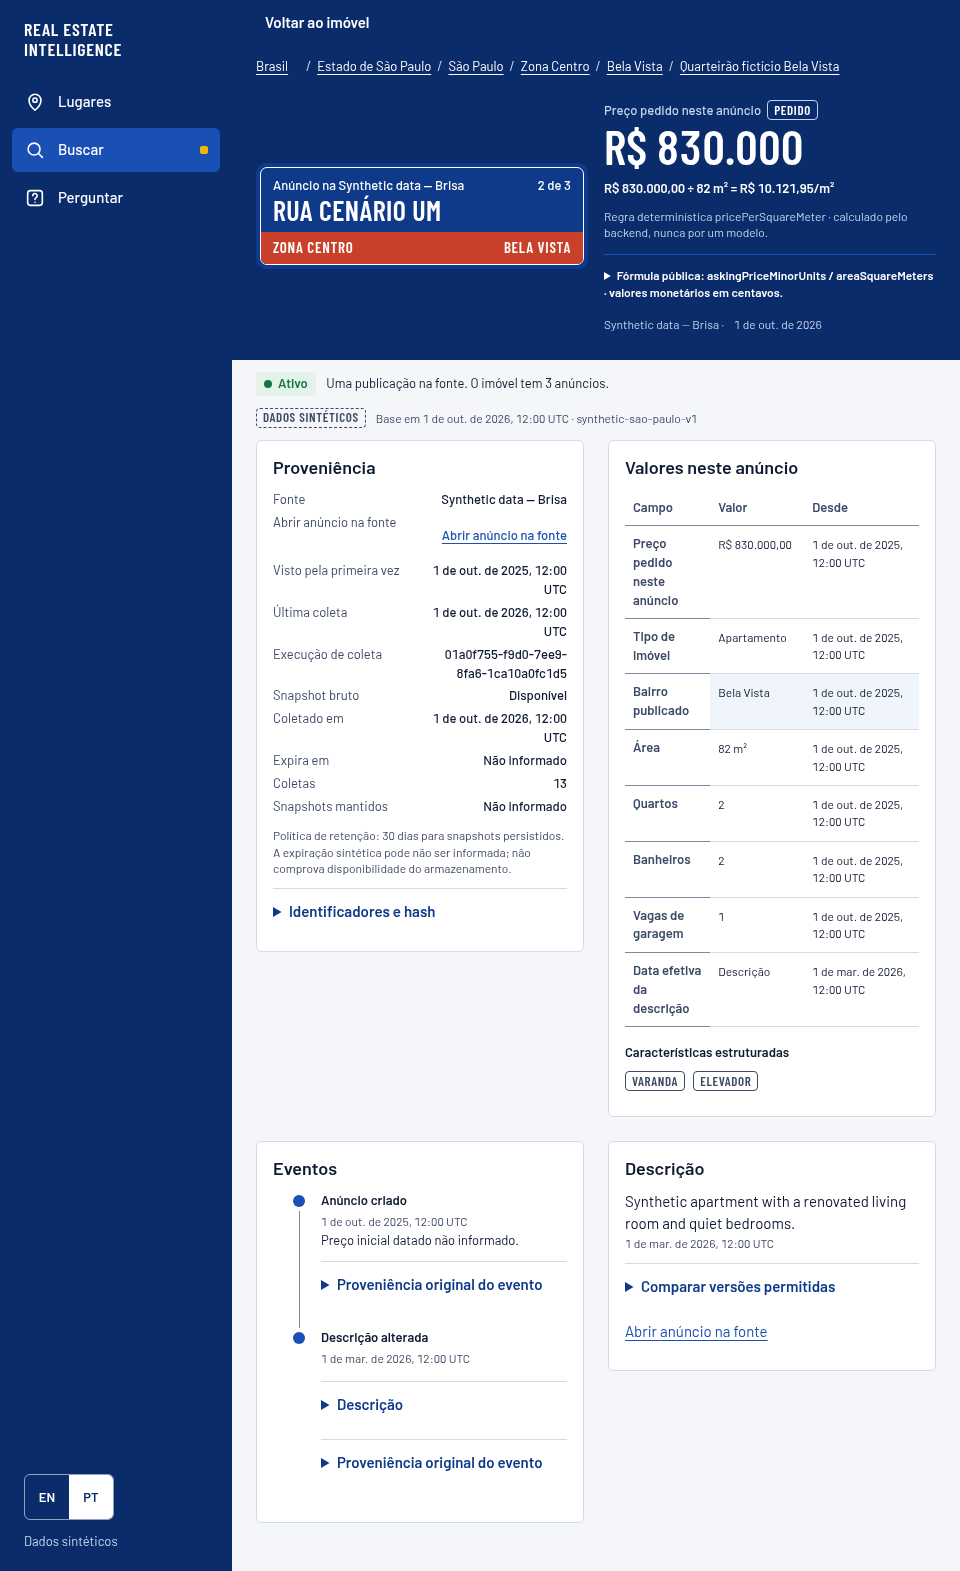 REAL ESTATE
INTELLIGENCE
Lugares
Buscar
Perguntar
EN PT
Dados sintéticos
Voltar ao imóvel
Brasil / Estado de São Paulo / São Paulo / Zona Centro / Bela Vista / Quarteirão fictício Bela Vista
Anúncio na Synthetic data — Brisa 2 de 3
RUA CENÁRIO UM
ZONA CENTRO BELA VISTA
Preço pedido neste anúncio PEDIDO
R$ 830.000
R$ 830.000,00 ÷ 82 m² = R$ 10.121,95/m²
Regra determinística pricePerSquareMeter · calculado pelo
backend, nunca por um modelo.
Fórmula pública: askingPriceMinorUnits / areaSquareMeters
· valores monetários em centavos.
Synthetic data — Brisa · 1 de out. de 2026
Ativo Uma publicação na fonte. O imóvel tem 3 anúncios.
DADOS SINTÉTICOS Base em 1 de out. de 2026, 12:00 UTC · synthetic-sao-paulo-v1
Proveniência
Fonte Synthetic data — Brisa
Abrir anúncio na fonte
Abrir anúncio na fonte
Visto pela primeira vez 1 de out. de 2025, 12:00
UTC
Última coleta 1 de out. de 2026, 12:00
UTC
Execução de coleta 01a0f755-f9d0-7ee9-
8fa6-1ca10a0fc1d5
Snapshot bruto Disponível
Coletado em 1 de out. de 2026, 12:00
UTC
Expira em Não informado
Coletas 13
Snapshots mantidos Não informado
Política de retenção: 30 dias para snapshots persistidos.
A expiração sintética pode não ser informada; não
comprova disponibilidade do armazenamento.
Identificadores e hash
Valores neste anúncio
Campo Valor Desde
Preço R$ 830.000,00 1 de out. de 2025,
pedido 12:00 UTC
neste
anúncio
Tipo de Apartamento 1 de out. de 2025,
imóvel 12:00 UTC
Bairro Bela Vista 1 de out. de 2025,
publicado 12:00 UTC
Área 82 m² 1 de out. de 2025,
12:00 UTC
Quartos 2 1 de out. de 2025,
12:00 UTC
Banheiros 2 1 de out. de 2025,
12:00 UTC
Vagas de 1 1 de out. de 2025,
garagem 12:00 UTC
Data efetiva Descrição 1 de mar. de 2026,
da 12:00 UTC
descrição
Características estruturadas
VARANDA ELEVADOR
Eventos
Anúncio criado
1 de out. de 2025, 12:00 UTC
Preço inicial datado não informado.
Proveniência original do evento
Descrição alterada
1 de mar. de 2026, 12:00 UTC
Descrição
Proveniência original do evento
Descrição
Synthetic apartment with a renovated living
room and quiet bedrooms.
1 de mar. de 2026, 12:00 UTC
Comparar versões permitidas
Abrir anúncio na fonte